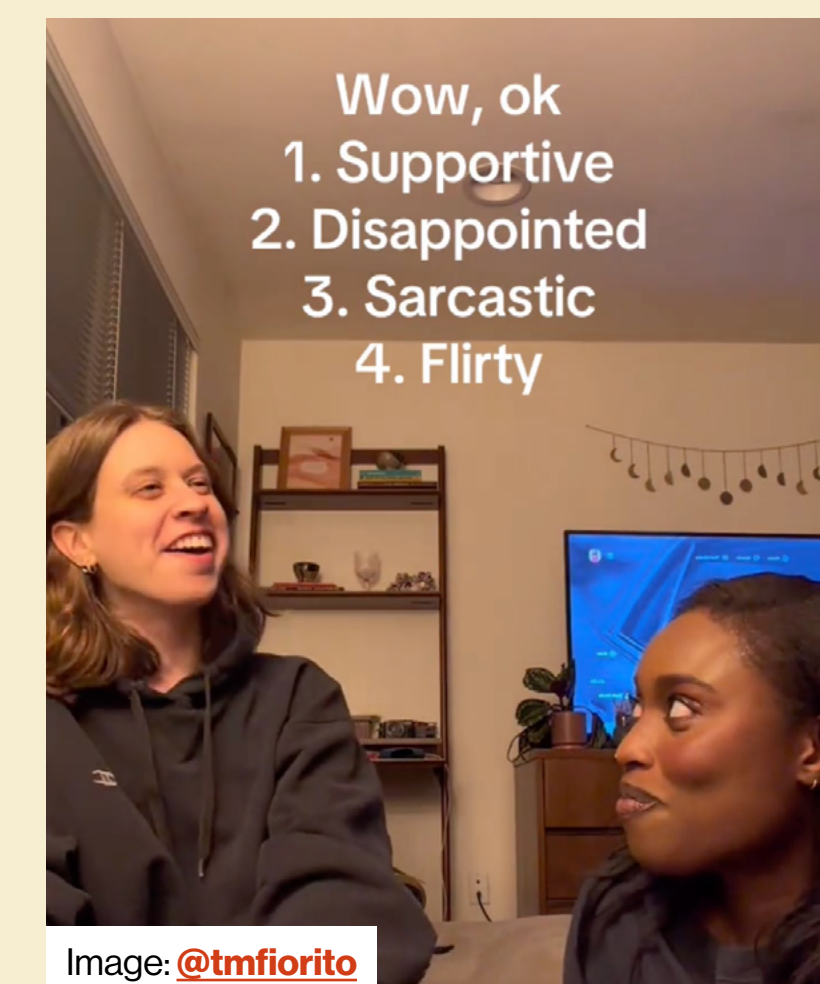 Wow, ok
1. Supportive
2. Disappointed
3. Sarcastic
4. Flirty
Image: @tmfiorito